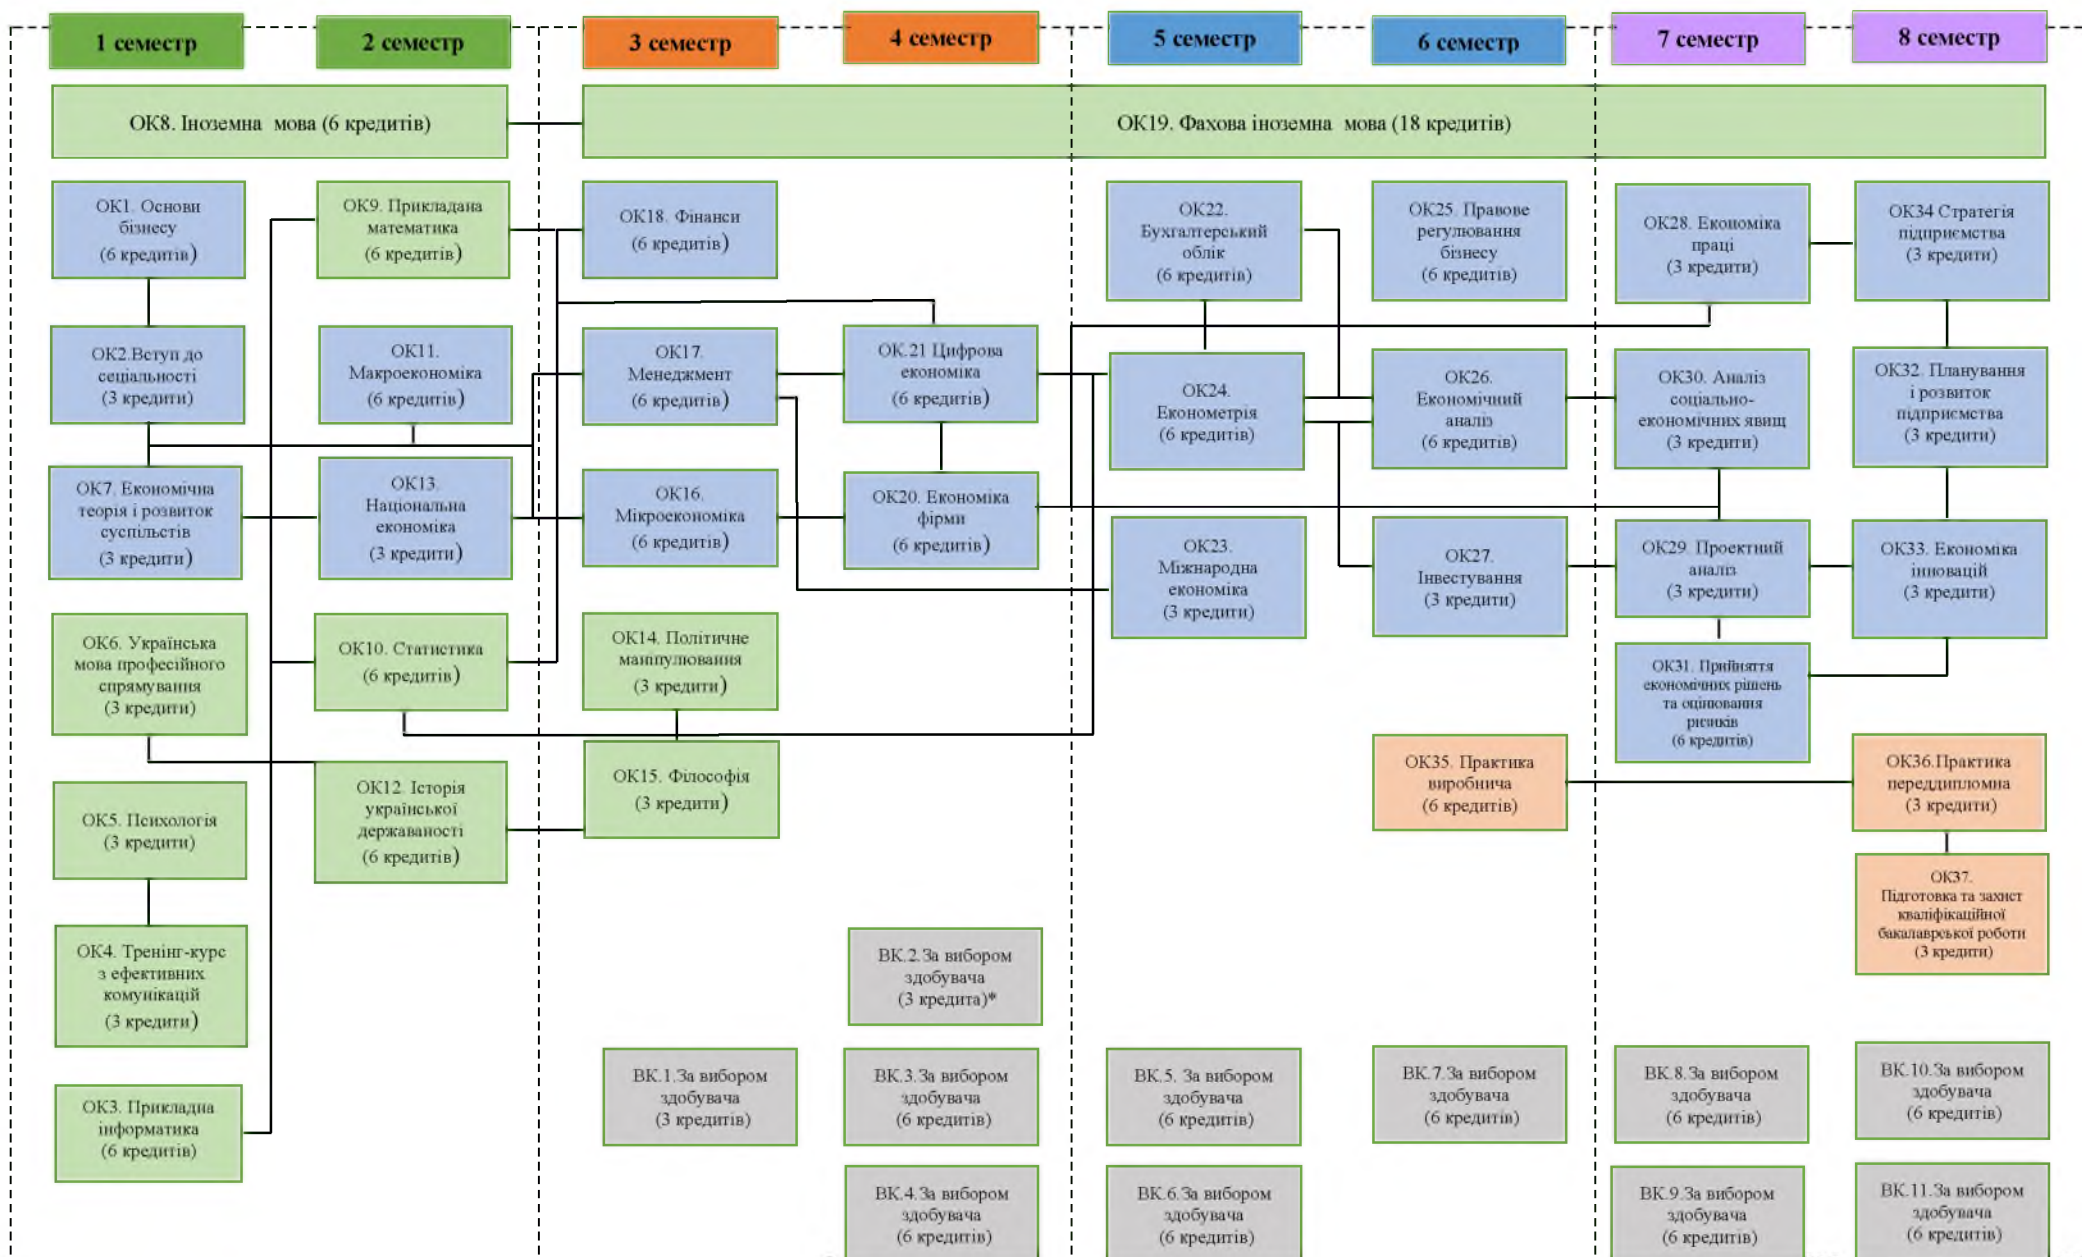 1 семестр
2 семестр
3 семестр
4 семестр
5 семестр
6 семестр
7 семестр
8 семестр
ОК8. Іноземна мова (6 кредитів)
ОК19. Фахова іноземна мова (18 кредитів)
ОК1. Основи
бізнесу
(6 кредитів)
ОК9. Прикладана
математика
(6 кредитів)
ОК18. Фінанси
(6 кредитів)
ОК22.
Бухгалтерський
облік
(6 кредитів)
ОК25. Правове
регулювання
бізнесу
(6 кредитів)
ОК28. Економіка
праці
(3 кредити)
ОК34 Стратегія
підприємства
(3 кредити)
ОК2.Вступ до
сеціальності
(3 кредити)
ОК11.
Макроекономіка
(6 кредитів)
ОК17.
Менеджмент
(6 кредитів)
ОК.21 Цифрова
економіка
(6 кредитів)
ОК24.
Економетрія
(6 кредитів)
ОК26.
Економічний
аналіз
(6 кредитів)
ОК30. Аналіз
соціально-
економічних явищ
(3 кредити)
ОК32. Планування
і розвиток
підприємства
(3 кредити)
ОК7. Економічна
теорія і розвиток
суспільств
(3 кредити)
ОК13.
Національна
економіка
(3 кредити)
ОК16.
Мікроекономіка
(6 кредитів)
ОК20. Економіка
фірми
(6 кредитів)
ОК23.
Міжнародна
економіка
(3 кредити)
ОК27.
Інвестування
(3 кредити)
ОК29. Проектний
аналіз
(3 кредити)
ОК33. Економіка
інновацій
(3 кредити)
ОК6. Українська
мова професійного
спрямування
(3 кредити)
ОК10. Статистика
(6 кредитів)
ОК14. Політичне
маніпулювання
(3 кредити)
ОК31. Прийняття
економічних рішень
та оцінювання
ризиків
(6 кредитів)
ОК5. Психологія
(3 кредити)
ОК12. Історія
української
державаності
(6 кредитів)
ОК15. Філософія
(3 кредити)
ОК35. Практика
виробнича
(6 кредитів)
ОК36.Практика
переддипломна
(3 кредити)
ОК4. Тренінг-курс
з ефективних
комунікацій
(3 кредити)
ОК37.
Підготовка та захист
кваліфікаційної
бакалаврської роботи
(3 кредити)
ВК.2.За вибором
здобувача
(3 кредита)*
ОК3. Прикладна
інформатика
(6 кредитів)
ВК.1.За вибором
здобувача
(3 кредитів)
ВК.3.За вибором
здобувача
(6 кредитів)
ВК.5. За вибором
здобувача
(6 кредитів)
ВК.7.За вибором
здобувача
(6 кредитів)
ВК.8.За вибором
здобувача
(6 кредитів)
ВК.10.За вибором
здобувача
(6 кредитів)
ВК.4.За вибором
здобувача
(6 кредитів)
ВК.6.За вибором
здобувача
(6 кредитів)
ВК.9.За вибором
здобувача
(6 кредитів)
ВК.11.За вибором
здобувача
(6 кредитів)